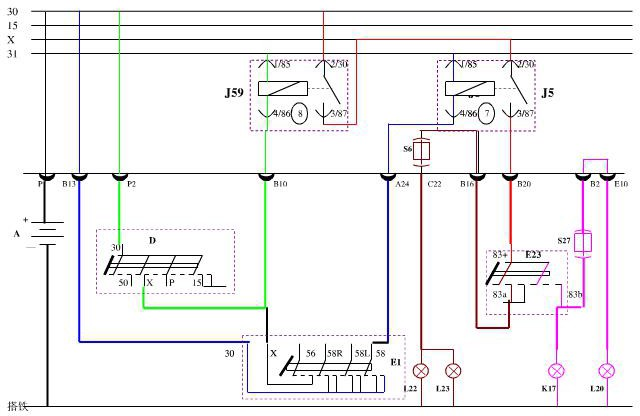 30
15
X
31
1/85 2/30
J59
4/86 8 3/87
1/85 2/30
J5
4/86 7 3/87
S6
P B13 P2 B10 A24 C22 B16 B20 B2 E10
+
A
D
30
50 X P 15
S27
83+ E23
83a 83b
30 X 56 58R 58L 58
E1
L22 L23 K17 L20
搭铁